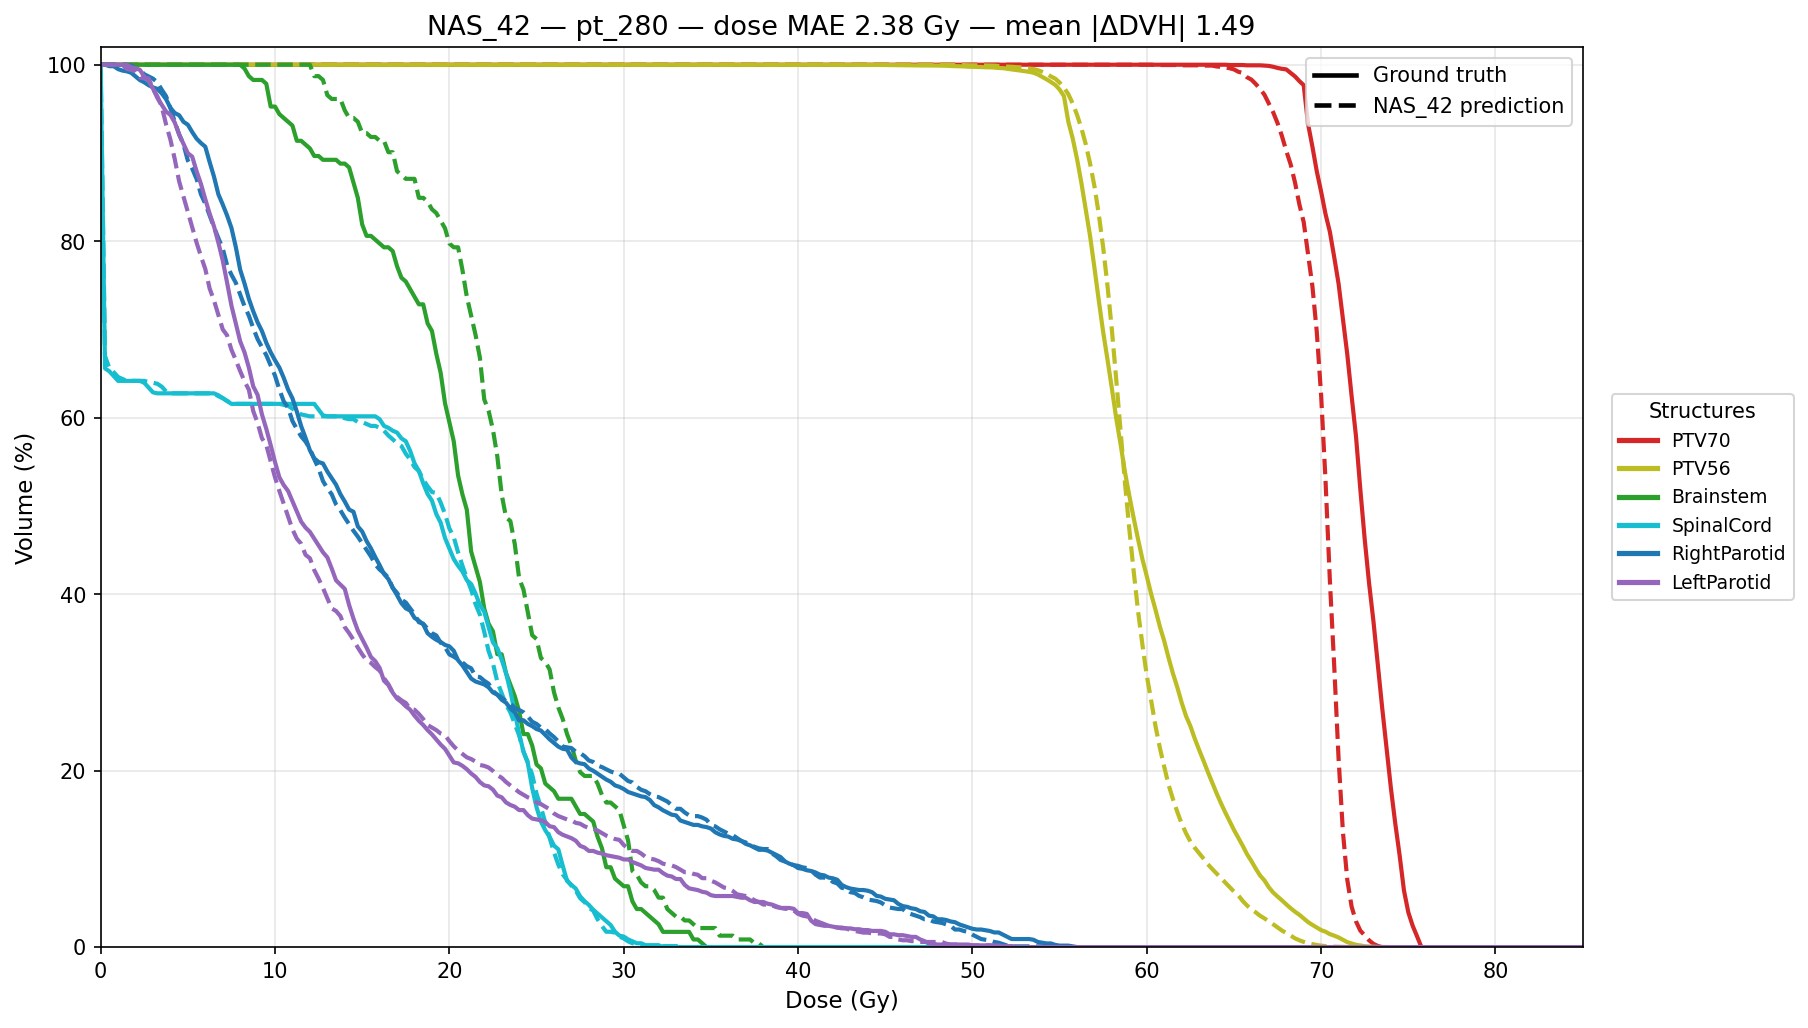 NAS_42 — pt_280 — dose MAE 2.38 Gy — mean |ΔDVH| 1.49
Ground truth
NAS_42 prediction
Volume (%)
100
80
60
40
20
0
0 10 20 30 40 50 60 70 80
Dose (Gy)
Structures
PTV70
PTV56
Brainstem
SpinalCord
RightParotid
LeftParotid